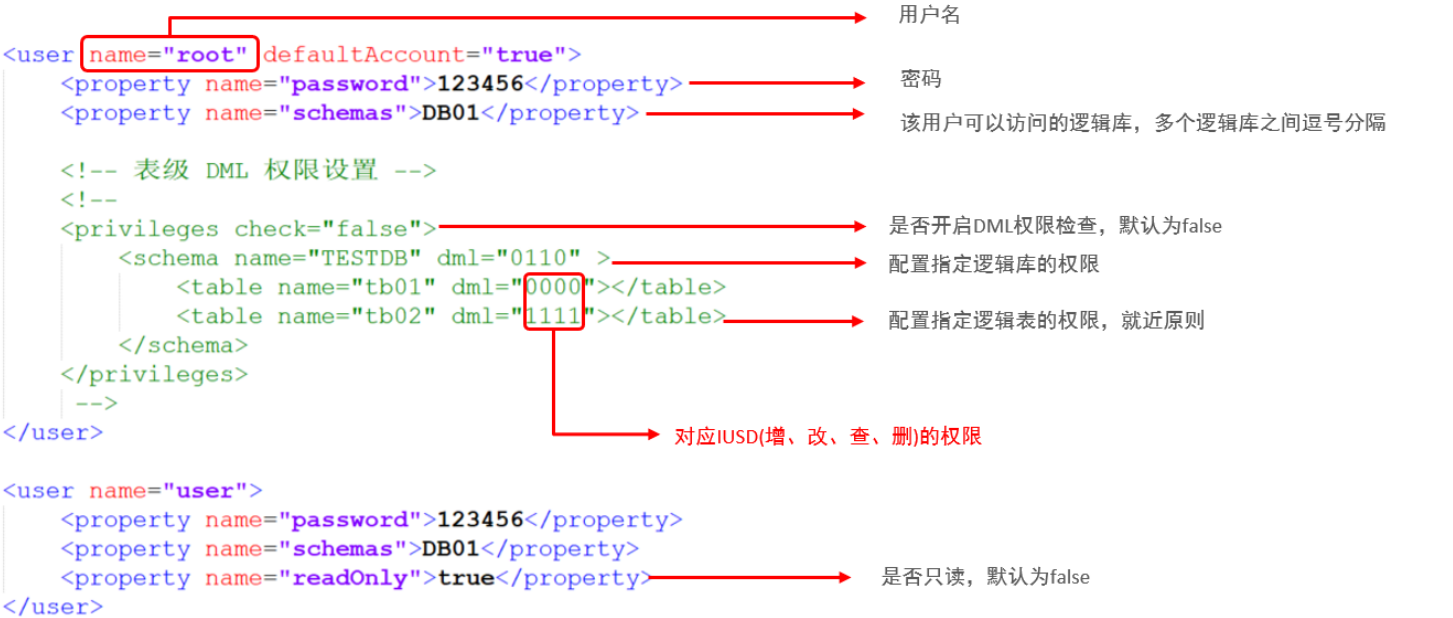 用户名
<user name="root" defaultAccount="true">
<property name="password">123456</property>
密码
<property name="schemas">DB01</property>
该用户可以访问的逻辑库，多个逻辑库之间逗号分隔
<!-- 表级 DML 权限设置 -->
<!--
<privileges check="false">
是否开启DML权限检查，默认为false
<schema name="TESTDB" dml="0110" >
配置指定逻辑库的权限
<table name="tb01" dml="0000"></table>
<table name="tb02" dml="1111"></table>
配置指定逻辑表的权限，就近原则
</schema>
</privileges>
-->
</user>
对应IUSD(增、改、查、删)的权限
<user name="user">
<property name="password">123456</property>
<property name="schemas">DB01</property>
<property name="readOnly">true</property>
是否只读，默认为false
</user>